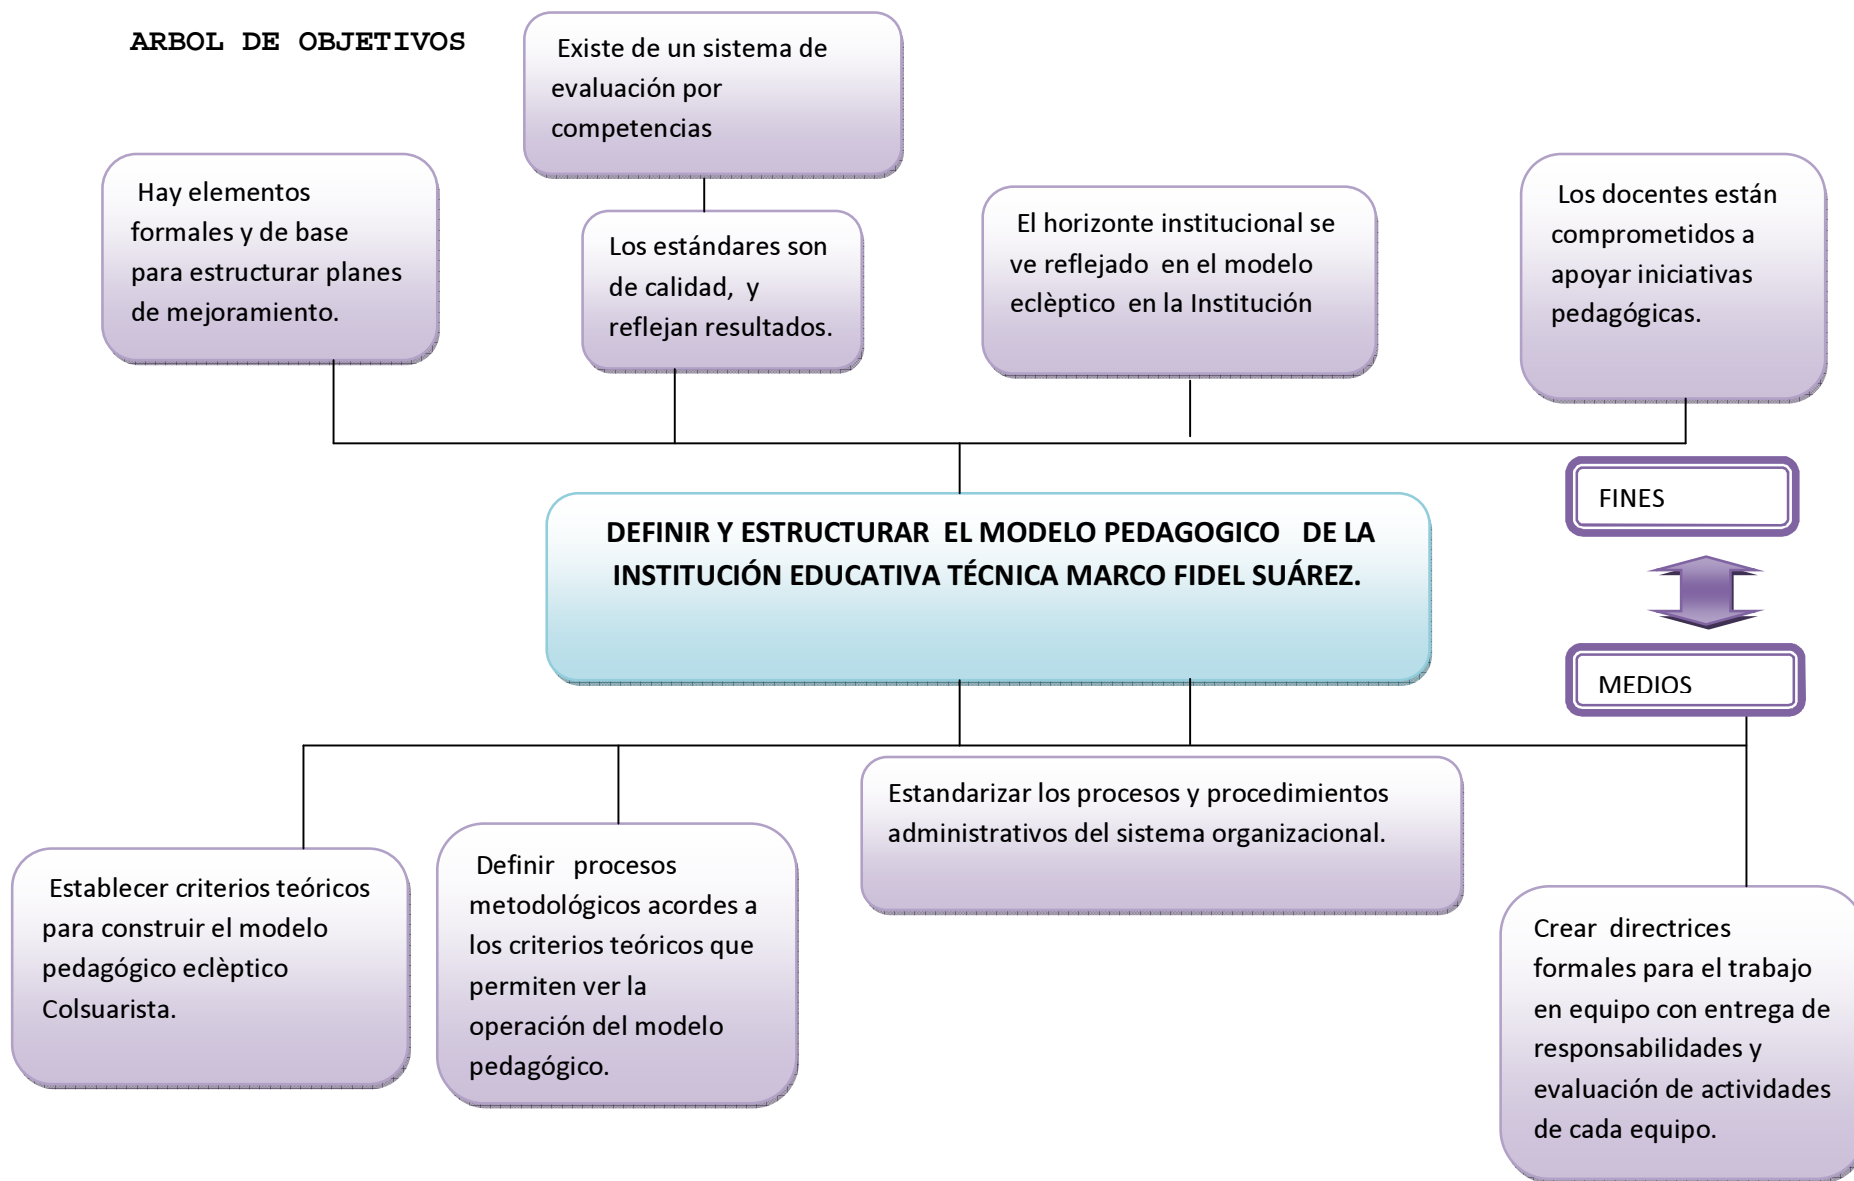 ARBOL DE OBJETIVOS
Existe de un sistema de
evaluación por
competencias
Hay elementos
formales y de base
para estructurar planes
de mejoramiento.
Los estándares son
de calidad, y
reflejan resultados.
El horizonte institucional se
ve reflejado en el modelo
eclèptico en la Institución
Los docentes están
comprometidos a
apoyar iniciativas
pedagógicas.
FINES
DEFINIR Y ESTRUCTURAR EL MODELO PEDAGOGICO DE LA
INSTITUCIÓN EDUCATIVA TÉCNICA MARCO FIDEL SUÁREZ.
MEDIOS
Establecer criterios teóricos
para construir el modelo
pedagógico eclèptico
Colsuarista.
Definir procesos
metodológicos acordes a
los criterios teóricos que
permiten ver la
operación del modelo
pedagógico.
Estandarizar los procesos y procedimientos
administrativos del sistema organizacional.
Crear directrices
formales para el trabajo
en equipo con entrega de
responsabilidades y
evaluación de actividades
de cada equipo.